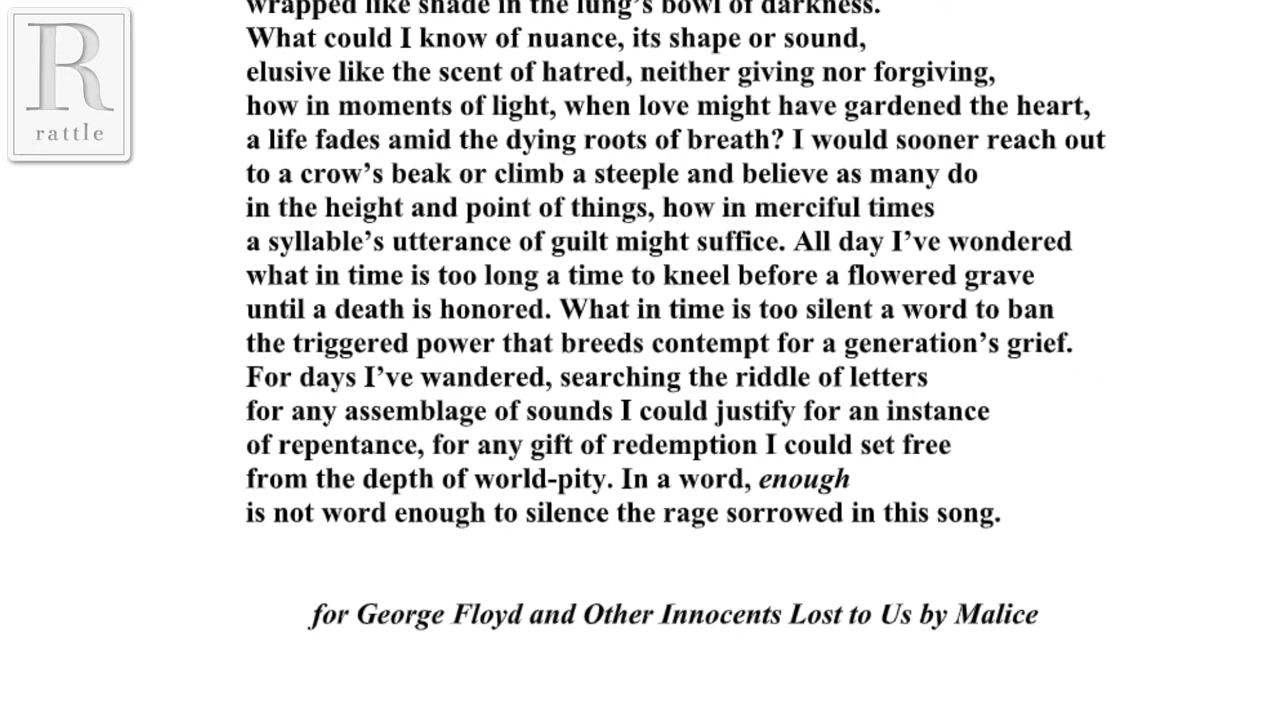 rattle
wrapped like shade in the lung's bowl of darkness.
What could I know of nuance, its shape or sound,
elusive like the scent of hatred, neither giving nor forgiving,
how in moments of light, when love might have gardened the heart,
a life fades amid the dying roots of breath? I would sooner reach out
to a crow’s beak or climb a steeple and believe as many do
in the height and point of things, how in merciful times
a syllable’s utterance of guilt might suffice. All day I’ve wondered
what in time is too long a time to kneel before a flowered grave
until a death is honored. What in time is too silent a word to ban
the triggered power that breeds contempt for a generation’s grief.
For days I’ve wandered, searching the riddle of letters
for any assemblage of sounds I could justify for an instance
of repentance, for any gift of redemption I could set free
from the depth of world-pity. In a word, enough
is not word enough to silence the rage sorrowed in this song.
for George Floyd and Other Innocents Lost to Us by Malice